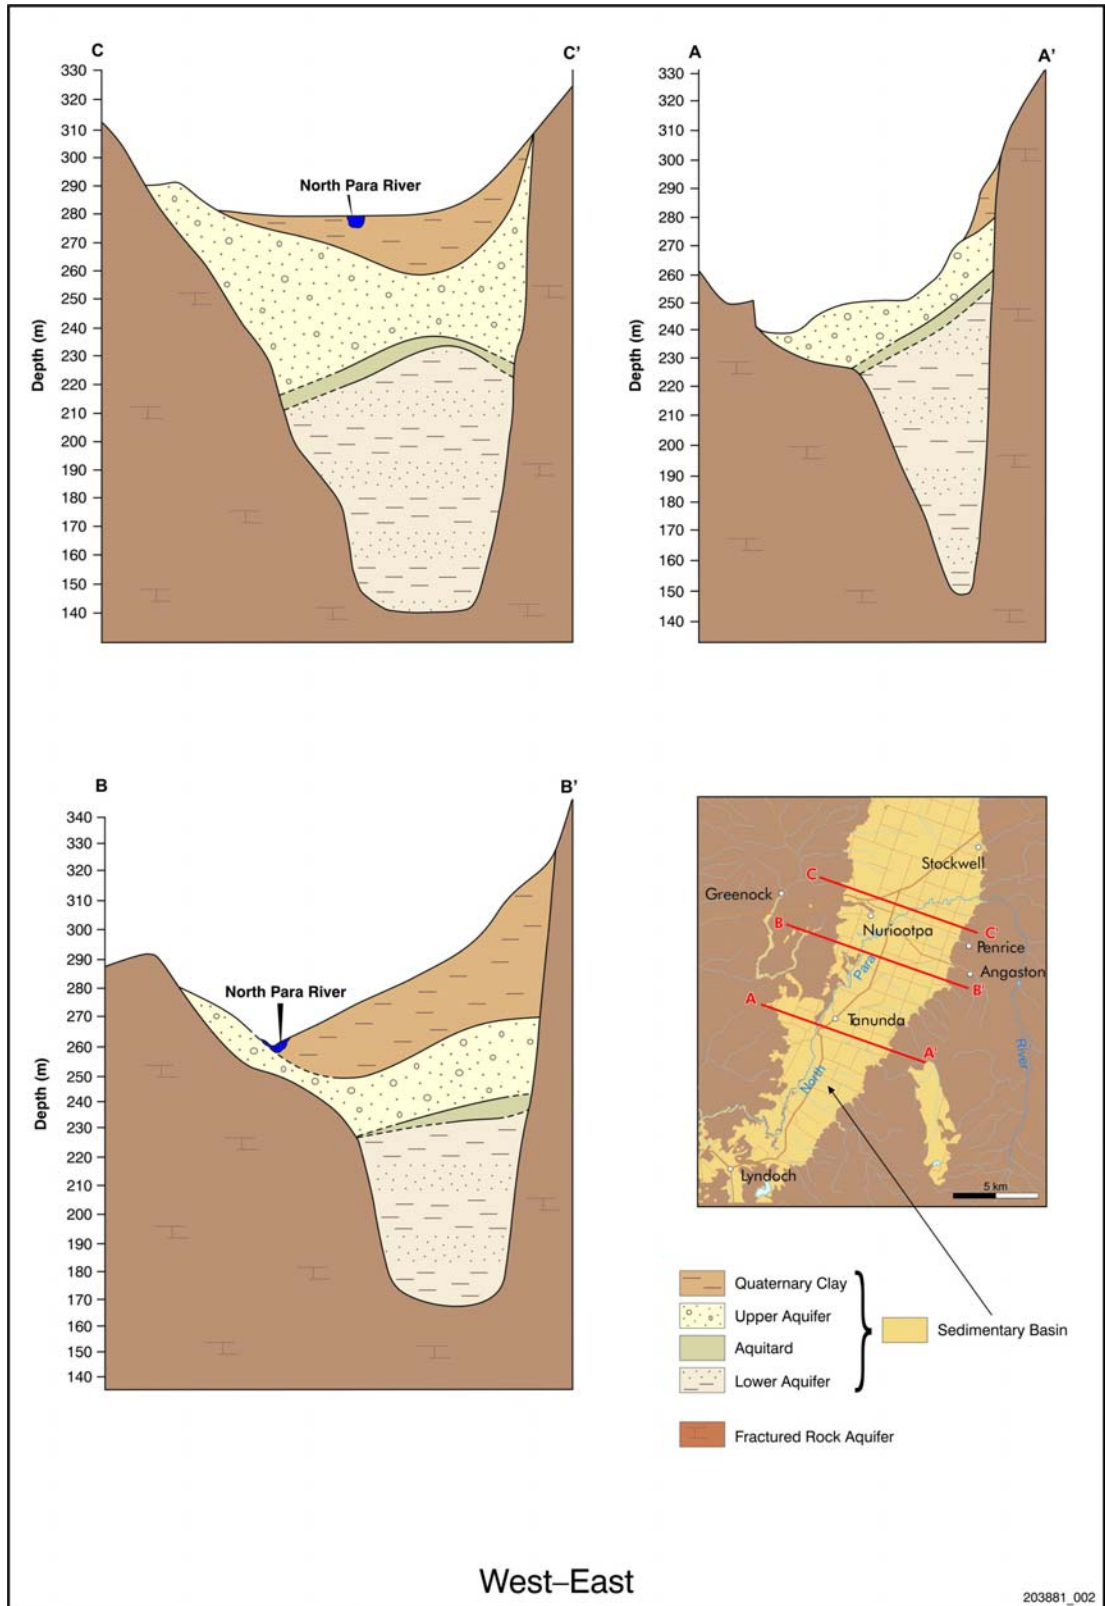 C
C'
330
320
310
300
290
280
270
260
250
240
230
220
210
200
190
180
170
160
150
140
Depth (m)
North Para River
A
A'
330
320
310
300
290
280
270
260
250
240
230
220
210
200
190
180
170
160
150
140
Depth (m)
B
B'
340
330
320
310
300
290
280
270
260
250
240
230
220
210
200
190
180
170
160
150
140
Depth (m)
North Para River
Stockwell
C
Greenock
B
Nuriootpa
C'
Penrice
Para
Angaston
B'
A
Tanunda
A'
North
River
Lyndoch
5 km
Quaternary Clay
Upper Aquifer
Aquitard
Lower Aquifer
Sedimentary Basin
Fractured Rock Aquifer
West–East
203881_002